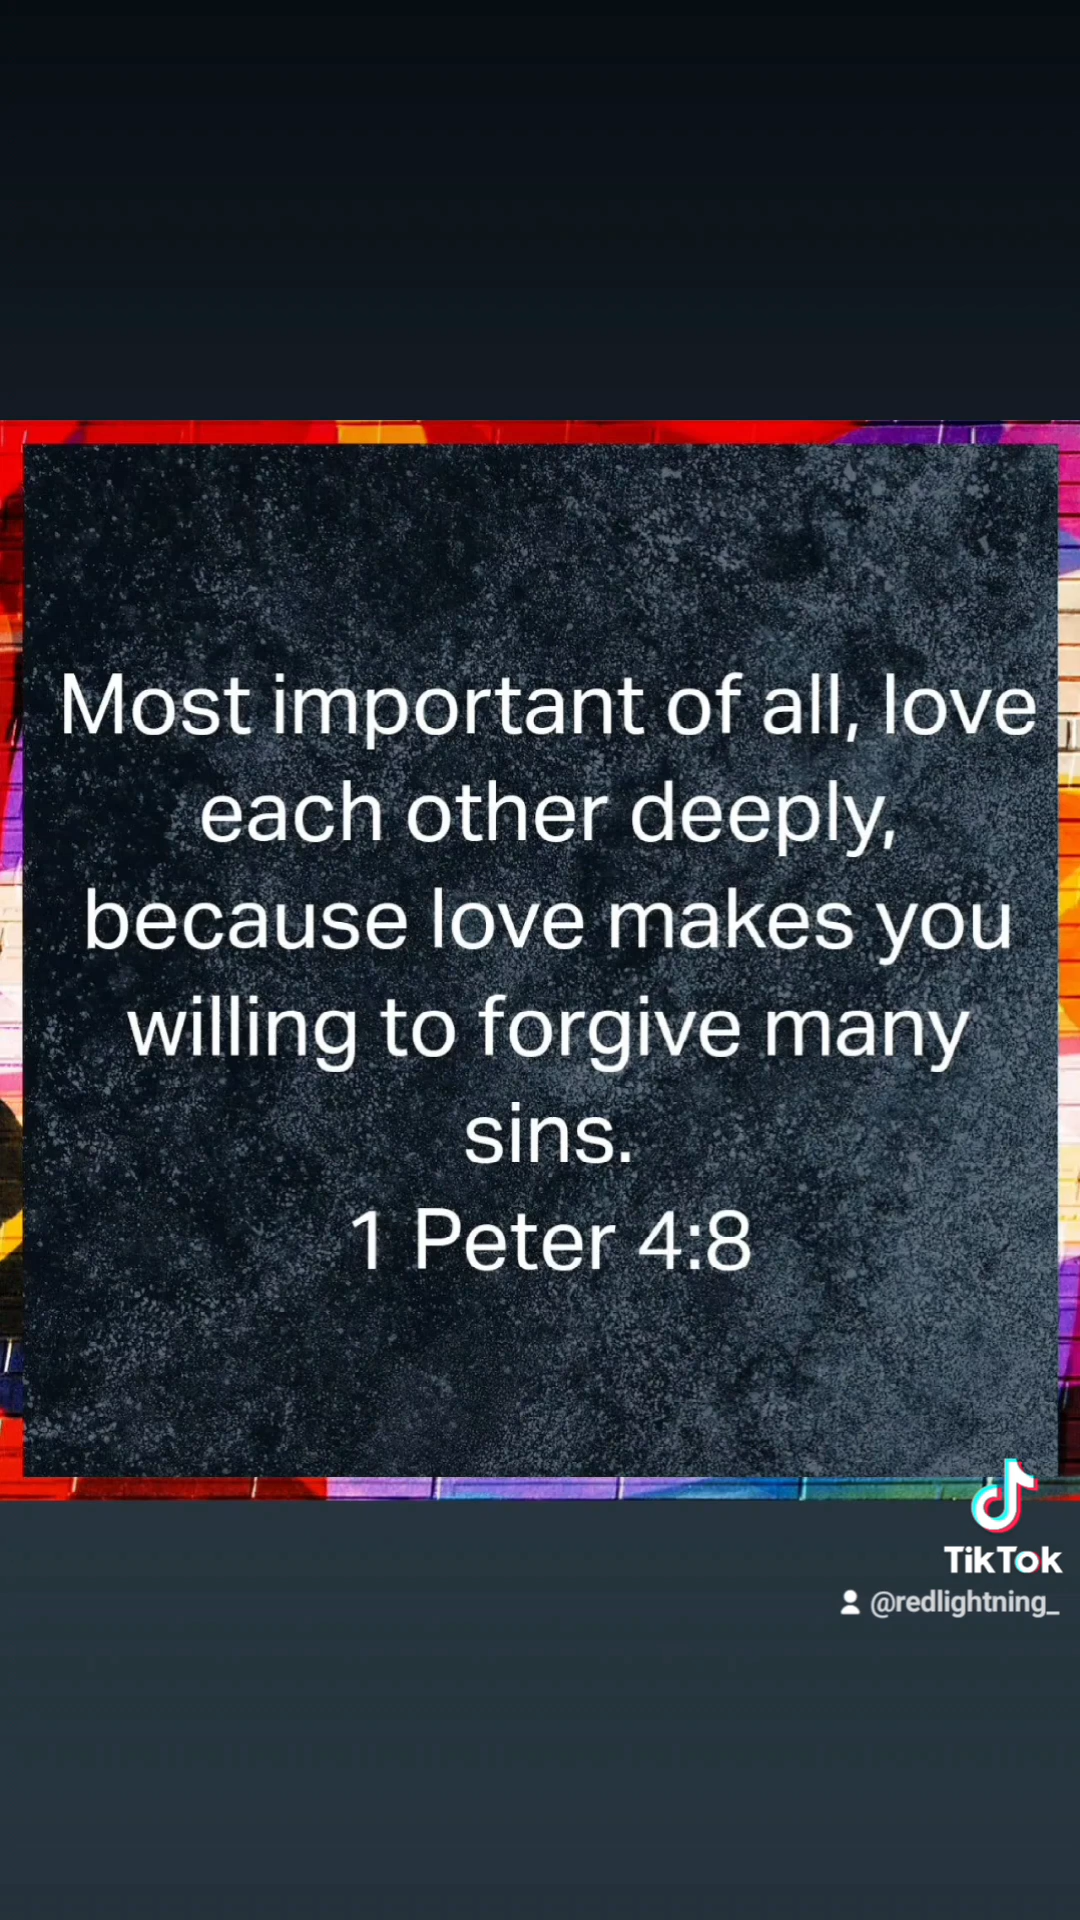 Most important of all, love
each other deeply,
because love makes you
willing to forgive many
sins.
1 Peter 4:8
TikTok
@redlightning_